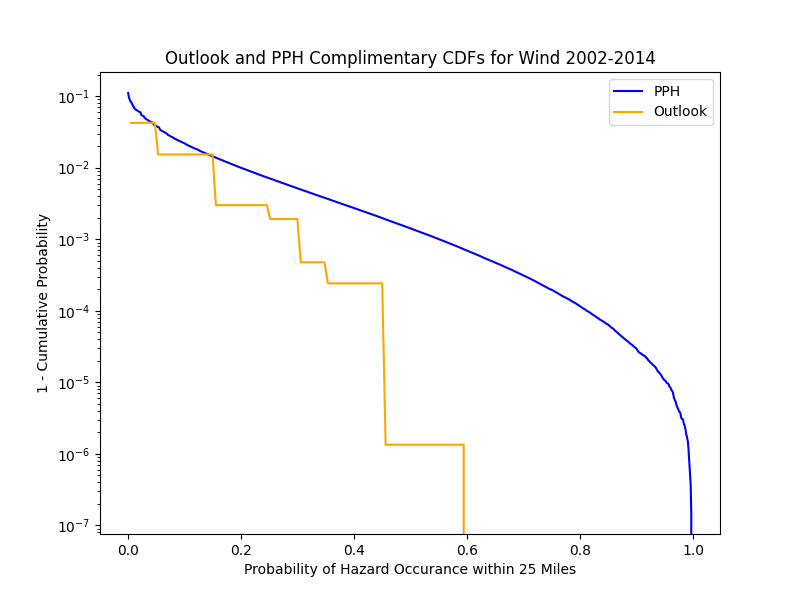 Outlook and PPH Complimentary CDFs for Wind 2002-2014
PPH
Outlook
1 - Cumulative Probability
10⁻¹
10⁻²
10⁻³
10⁻⁴
10⁻⁵
10⁻⁶
10⁻⁷
0.0 0.2 0.4 0.6 0.8 1.0
Probability of Hazard Occurance within 25 Miles